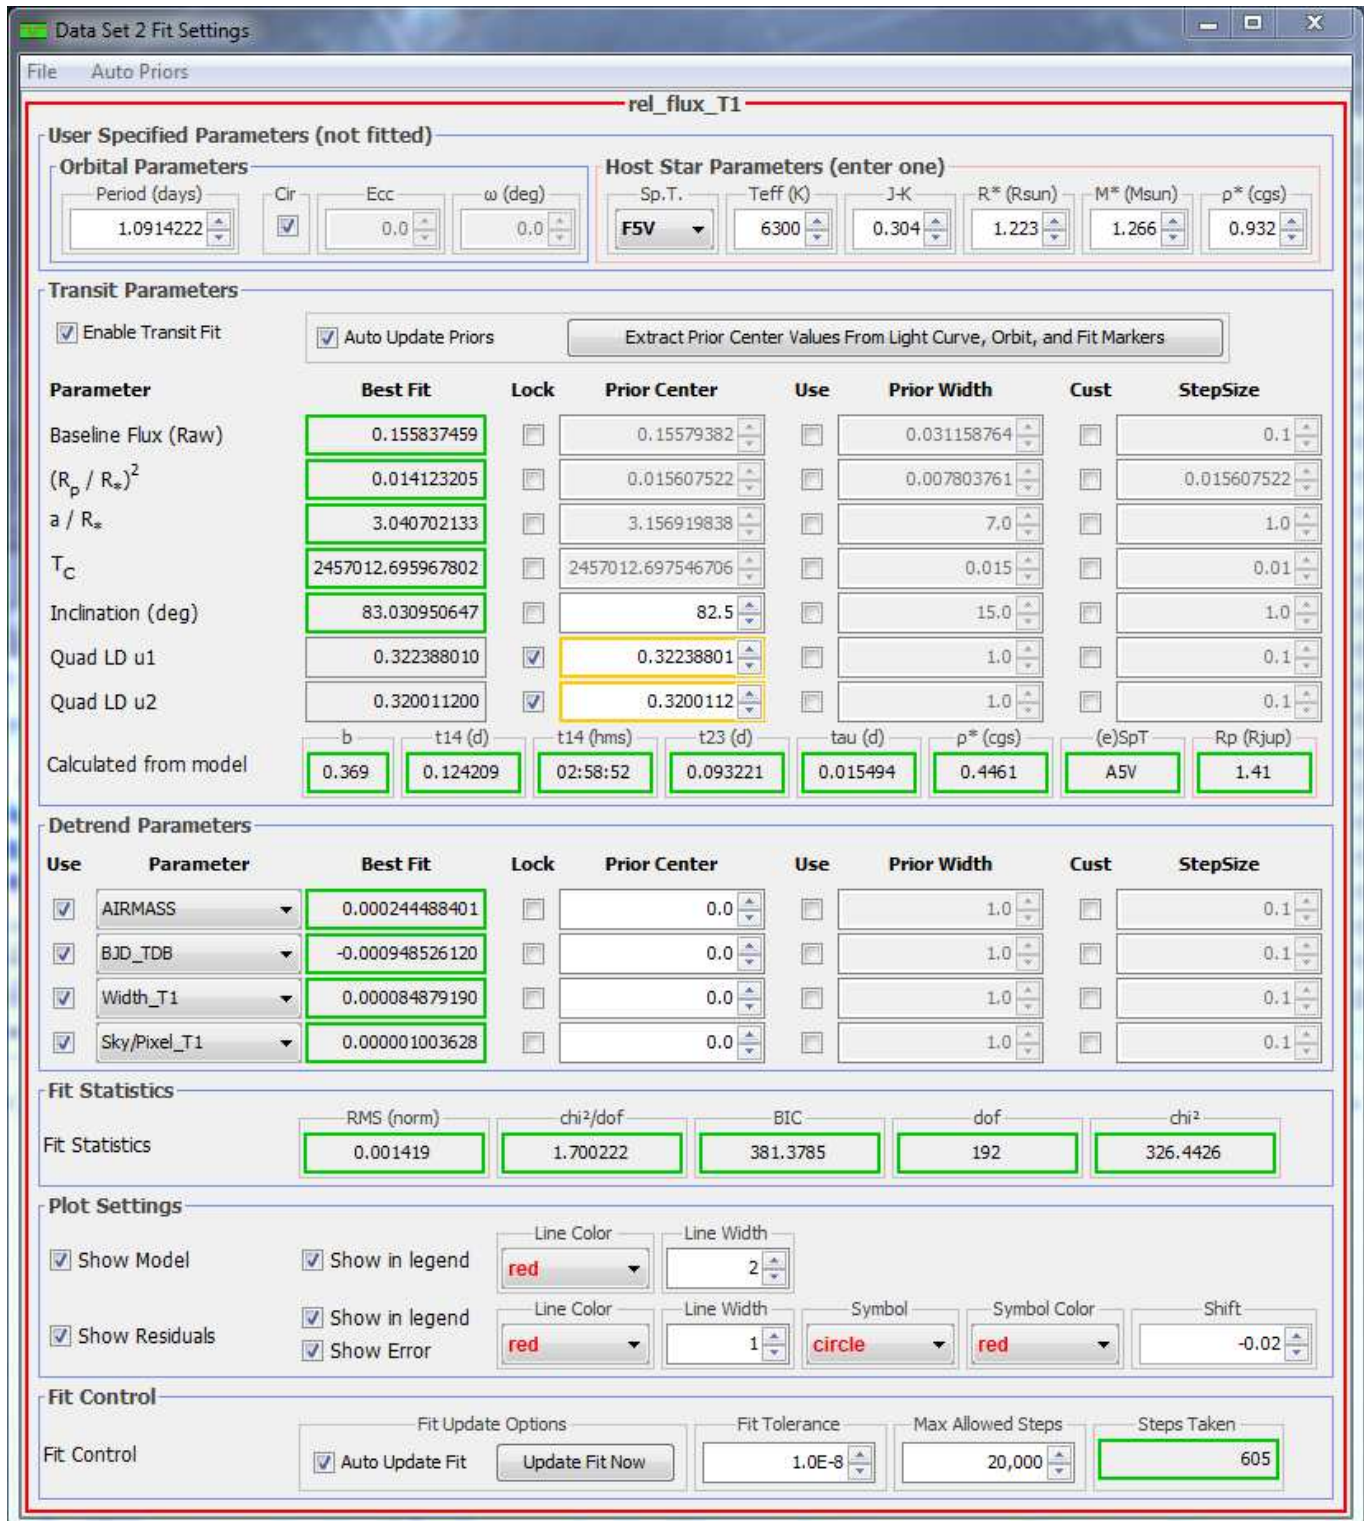 Data Set 2 Fit Settings
File Auto Priors
rel_flux_T1
User Specified Parameters (not fitted)
Orbital Parameters Host Star Parameters (enter one)
Period (days) Cir Ecc ω (deg) Sp.T. Teff (K) J-K R* (Rsun) M* (Msun) ρ* (cgs)
1.0914222 0.0 0.0 F5V 6300 0.304 1.223 1.266 0.932
Transit Parameters
Enable Transit Fit Auto Update Priors Extract Prior Center Values From Light Curve, Orbit, and Fit Markers
Parameter Best Fit Lock Prior Center Use Prior Width Cust StepSize
Baseline Flux (Raw) 0.155837459 0.15579382 0.031158764 0.1
(Rp / R*)² 0.014123205 0.015607522 0.007803761 0.015607522
a / R* 3.040702133 3.156919838 7.0 1.0
TC 2457012.695967802 2457012.697546706 0.015 0.01
Inclination (deg) 83.030950647 82.5 15.0 1.0
Quad LD u1 0.322388010 0.32238801 1.0 0.1
Quad LD u2 0.320011200 0.3200112 1.0 0.1
b t14 (d) t14 (hms) t23 (d) tau (d) ρ* (cgs) (e)SpT Rp (Rjup)
Calculated from model 0.369 0.124209 02:58:52 0.093221 0.015494 0.4461 A5V 1.41
Detrend Parameters
Use Parameter Best Fit Lock Prior Center Use Prior Width Cust StepSize
AIRMASS 0.000244488401 0.0 1.0 0.1
BJD_TDB -0.000948526120 0.0 1.0 0.1
Width_T1 0.000084879190 0.0 1.0 0.1
Sky/Pixel_T1 0.000001003628 0.0 1.0 0.1
Fit Statistics
RMS (norm) chi²/dof BIC dof chi²
Fit Statistics 0.001419 1.700222 381.3785 192 326.4426
Plot Settings
Line Color Line Width
Show Model Show in legend red 2
Line Color Line Width Symbol Symbol Color Shift
Show in legend
Show Residuals red 1 circle red -0.02
Show Error
Fit Control
Fit Update Options Fit Tolerance Max Allowed Steps Steps Taken
Fit Control Auto Update Fit Update Fit Now 1.0E-8 20,000 605